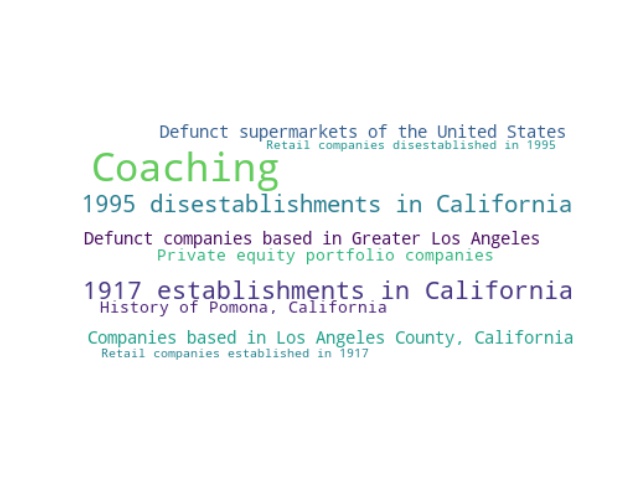 Defunct supermarkets of the United States
Retail companies disestablished in 1995
Coaching
1995 disestablishments in California
Defunct companies based in Greater Los Angeles
Private equity portfolio companies
1917 establishments in California
History of Pomona, California
Companies based in Los Angeles County, California
Retail companies established in 1917